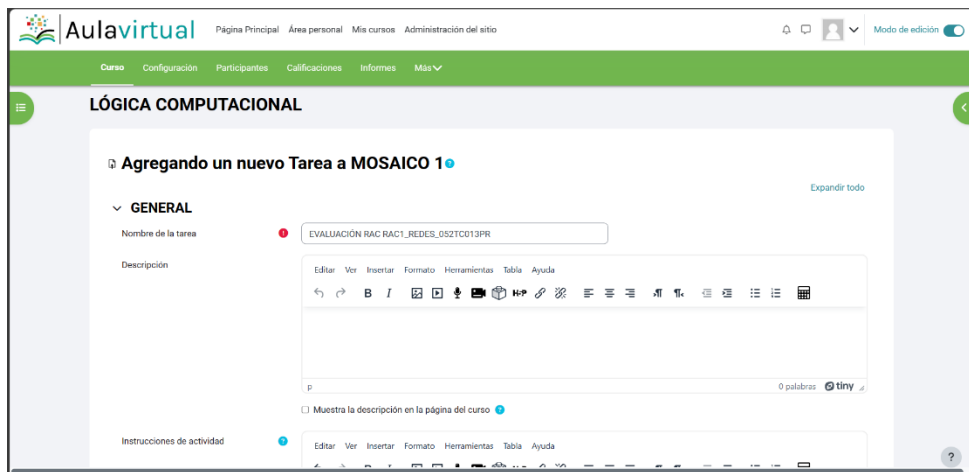 Aulavirtual
Página Principal Área personal Mis cursos Administración del sitio
Modo de edición
Curso Configuración Participantes Calificaciones Informes Más
LÓGICA COMPUTACIONAL
Agregando un nuevo Tarea a MOSAICO 1
Expandir todo
GENERAL
Nombre de la tarea
EVALUACIÓN RAC RAC1_REDES_052TC013PR
Descripción
Editar Ver Insertar Formato Herramientas Tabla Ayuda
B I H5P
p
0 palabras tiny
Muestra la descripción en la página del curso
Instrucciones de actividad
Editar Ver Insertar Formato Herramientas Tabla Ayuda